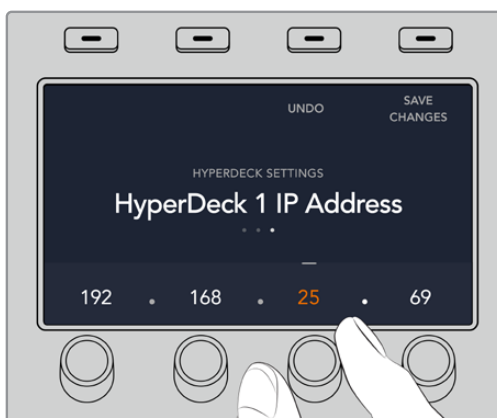 UNDO
SAVE
CHANGES
HYPERDECK SETTINGS
HyperDeck 1 IP Address
192 . 168 . 25 . 69